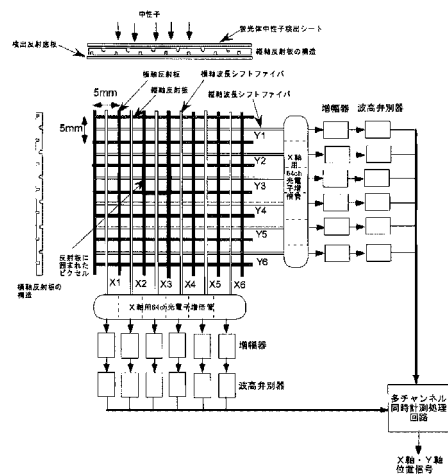 中性子
蛍光体中性子検出シート
検出反射底板
縦軸反射板の構造
横軸反射板
縦軸反射板
横軸波長シフトファイバ
縦軸波長シフトファイバ
5mm
5mm
Y1
Y2
Y3
Y4
Y5
Y6
X軸用64ch光電子増倍管
増幅器
波高弁別器
反射板に
囲まれた
ピクセル
横軸反射板の
構造
X1
X2
X3
X4
X5
X6
X軸用64ch光電子増倍管
増幅器
波高弁別器
多チャンネル
同時計測処理
回路
X軸・Y軸
位置信号